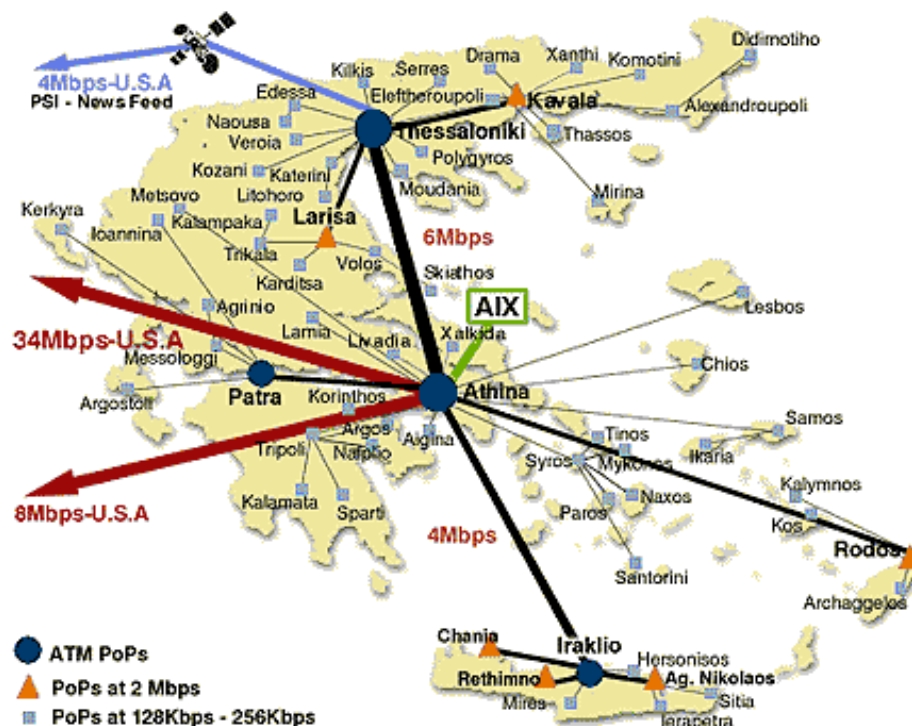 4Mbps-U.S.A
PSI - News Feed
Kilkis
Serres
Drama
Xanthi
Komotini
Didimotiho
Edessa
Eleftheroupoli
Kavala
Naousa
Thessaloniki
Alexandroupoli
Veroia
Thassos
Kozani
Katerini
Polygyros
Metsovo
Litohoro
Moudania
Mirina
Kerkyra
Kalampaka
Larisa
Ioannina
Trikala
Volos
6Mbps
Karditsa
Skiathos
Agrinio
AIX
Lesbos
34Mbps-U.S.A
Lamia
Livadia
Xalkida
Messologgi
Chios
Argostoli
Patra
Korinthos
Athina
Argos
Aigina
Samos
Tripoli
Nafplio
Tinos
Ikaria
Syros
Mykonos
8Mbps-U.S.A
Kalamata
Sparti
Paros
Naxos
Kalymnos
Kos
4Mbps
Rodos
Santorini
Archaggelos
Chania
Iraklio
ATM PoPs
Hersonisos
PoPs at 2 Mbps
Rethimno
Ag. Nikolaos
Mires
Sitia
PoPs at 128Kbps - 256Kbps
Ierapetra